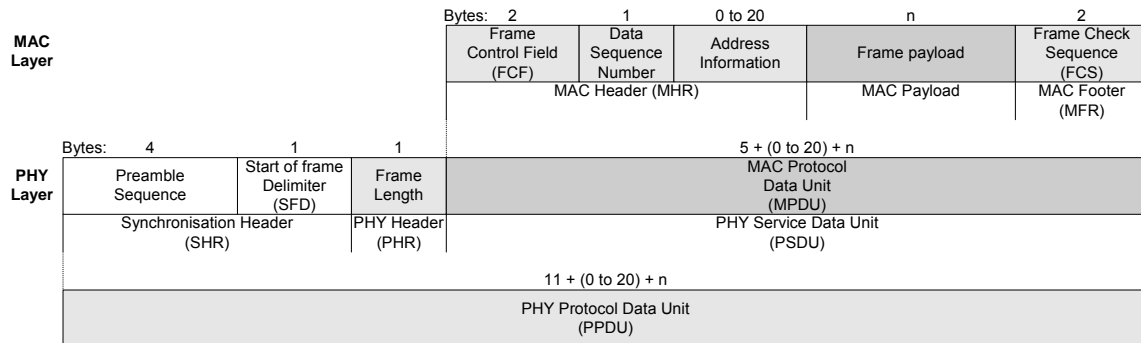 Bytes: 2 1 0 to 20 n 2
MAC
Layer
Frame
Control Field
(FCF)
Data
Sequence
Number
Address
Information
Frame payload
Frame Check
Sequence
(FCS)
MAC Header (MHR)
MAC Payload
MAC Footer
(MFR)
Bytes: 4 1 1 5 + (0 to 20) + n
PHY
Layer
Preamble
Sequence
Start of frame
Delimiter
(SFD)
Frame
Length
MAC Protocol
Data Unit
(MPDU)
Synchronisation Header
(SHR)
PHY Header
(PHR)
PHY Service Data Unit
(PSDU)
11 + (0 to 20) + n
PHY Protocol Data Unit
(PPDU)